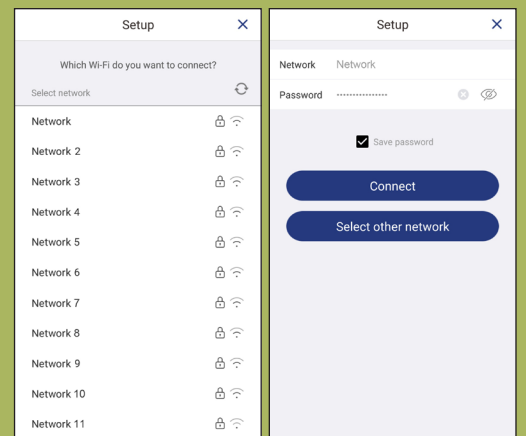 Setup
Which Wi-Fi do you want to connect?
Select network
Network
Network 2
Network 3
Network 4
Network 5
Network 6
Network 7
Network 8
Network 9
Network 10
Network 11
Setup
Network Network
Password ···············
Save password
Connect
Select other network